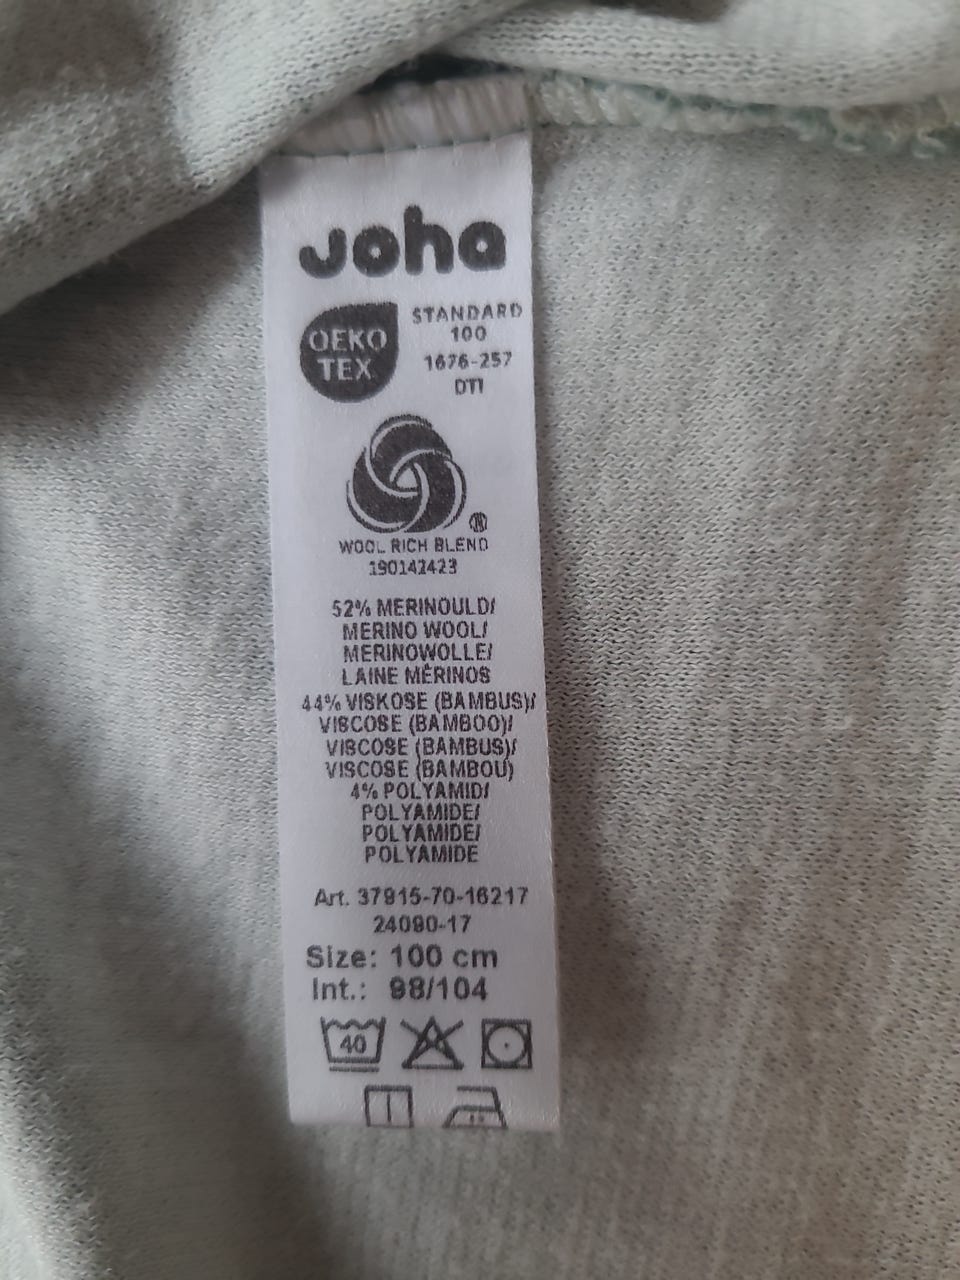 Joha
OEKO
TEX
STANDARD
100
1676-257
DTI
®
WOOL RICH BLEND
190142423
52% MERINOULD/
MERINO WOOL/
MERINOWOLLE/
LAINE MÉRINOS
44% VISKOSE (BAMBUS)/
VISCOSE (BAMBOO)/
VISCOSE (BAMBUS)/
VISCOSE (BAMBOU)
4% POLYAMID/
POLYAMIDE/
POLYAMIDE/
POLYAMIDE
Art. 37915-70-16217
24090-17
Size: 100 cm
Int.: 98/104
40